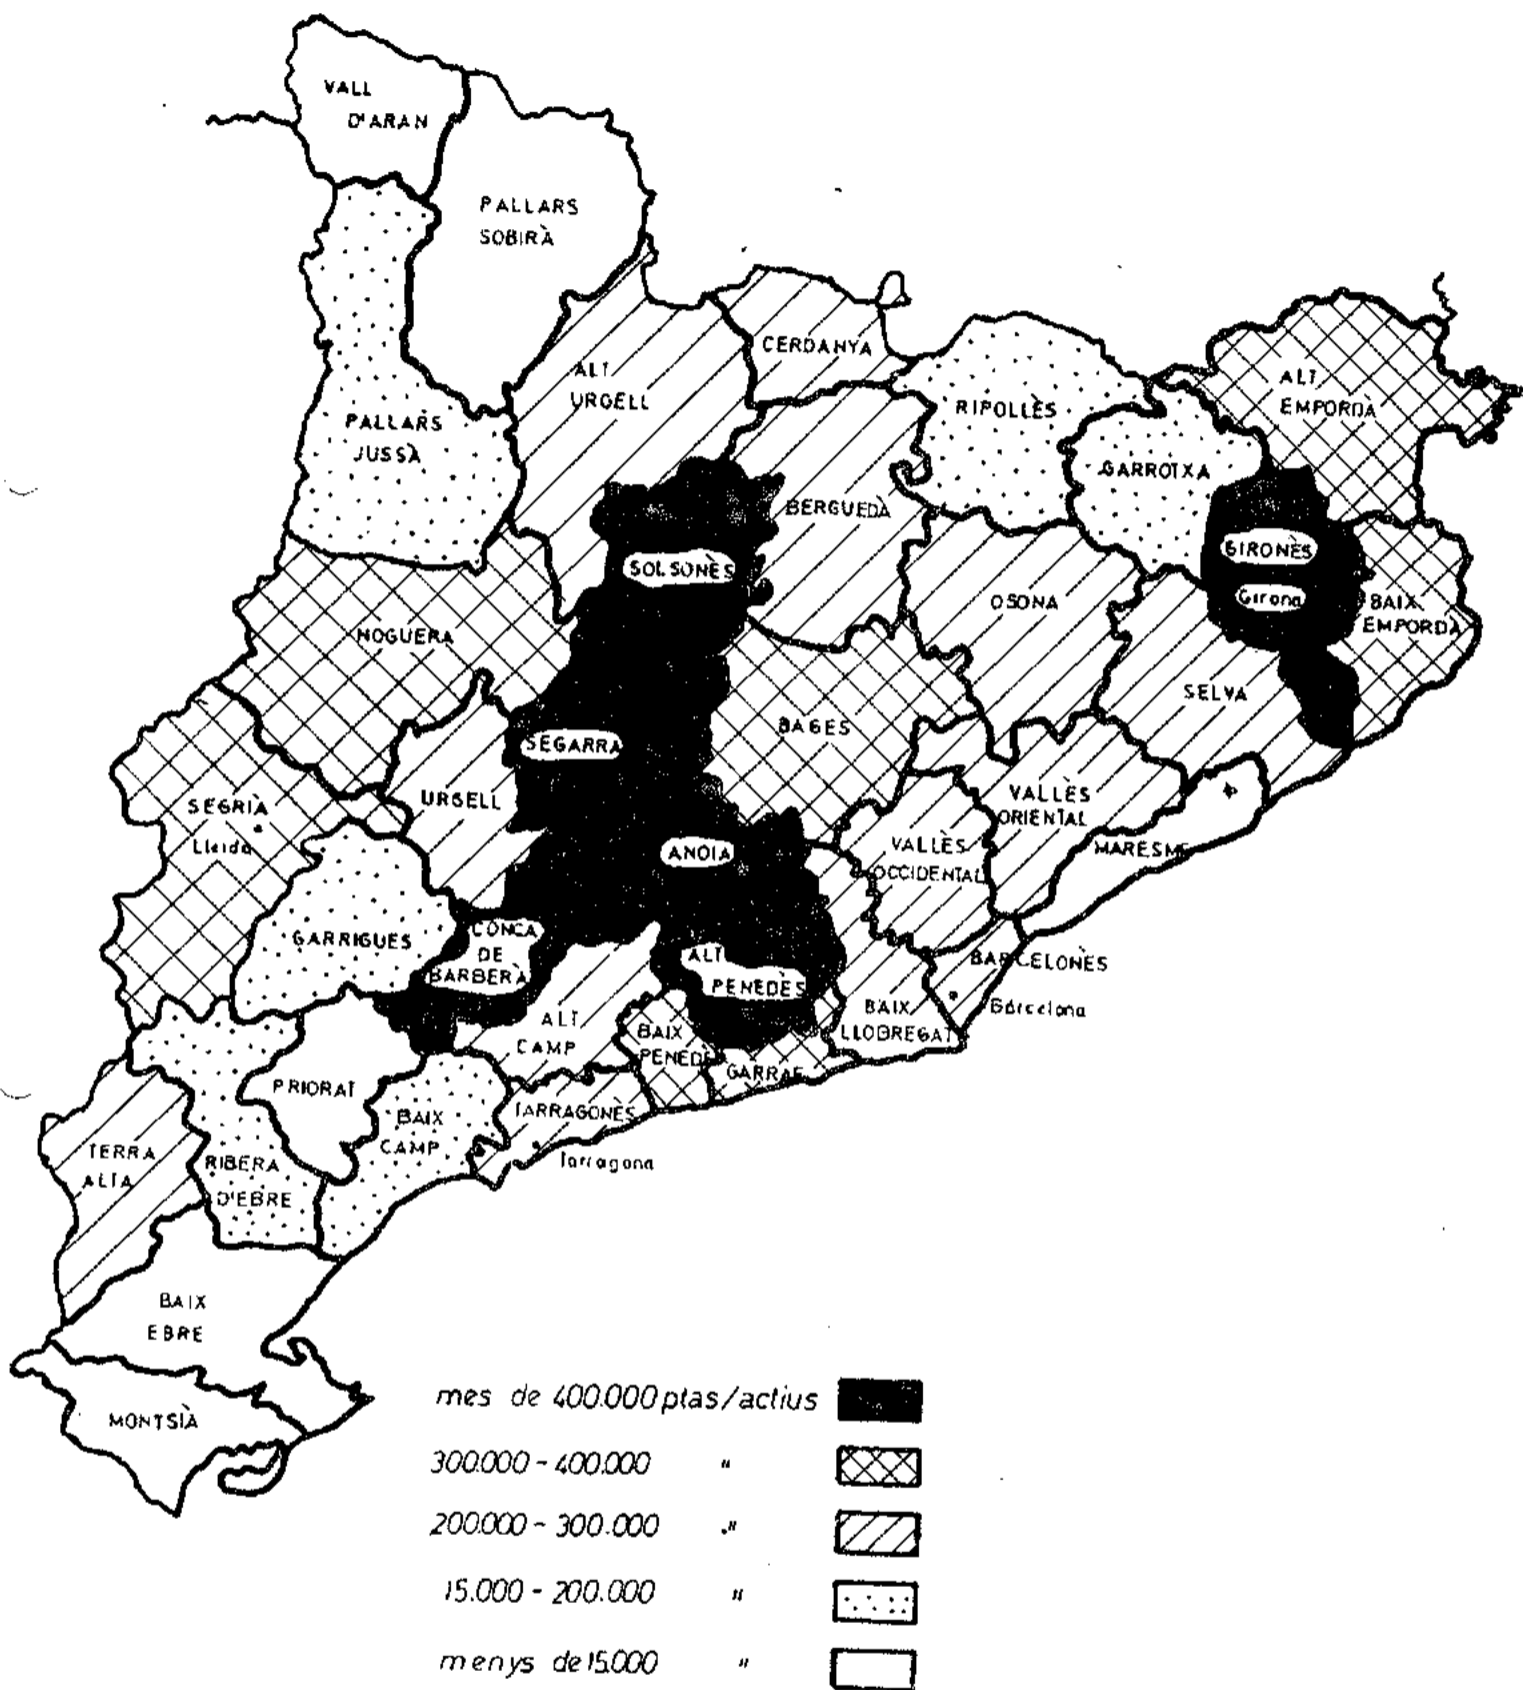 VALL
D'ARAN
PALLARS
SOBIRÀ
CERDANYA
ALT
URGELL
ALT
EMPORDÀ
RIPOLLÈS
PALLARS
JUSSÀ
GARROTXA
BERGUEDÀ
GIRONÈS
SOLSONÈS
Girona
OSONA
BAIX
EMPORDÀ
NOGUERA
SELVA
BAGES
SEGARRA
URGELL
VALLÈS
ORIENTAL
SEGRIÀ
Lleida
ANOIA
VALLÈS
OCCIDENTAL
MARESME
CONCA
DE
BARBERÀ
GARRIGUES
ALT
PENEDÈS
BARCELONÈS
Barcelona
BAIX
LLOBREGAT
ALT
CAMP
BAIX
PENEDÈS
GARRAF
PRIORAT
BAIX
CAMP
TARRAGONÈS
Tarragona
TERRA
ALTA
RIBERA
D'EBRE
BAIX
EBRE
MONTSIÀ
mes de 400.000 ptas/actius
300.000 - 400.000 "
200.000 - 300.000 "
15.000 - 200.000 "
menys de 15.000 "